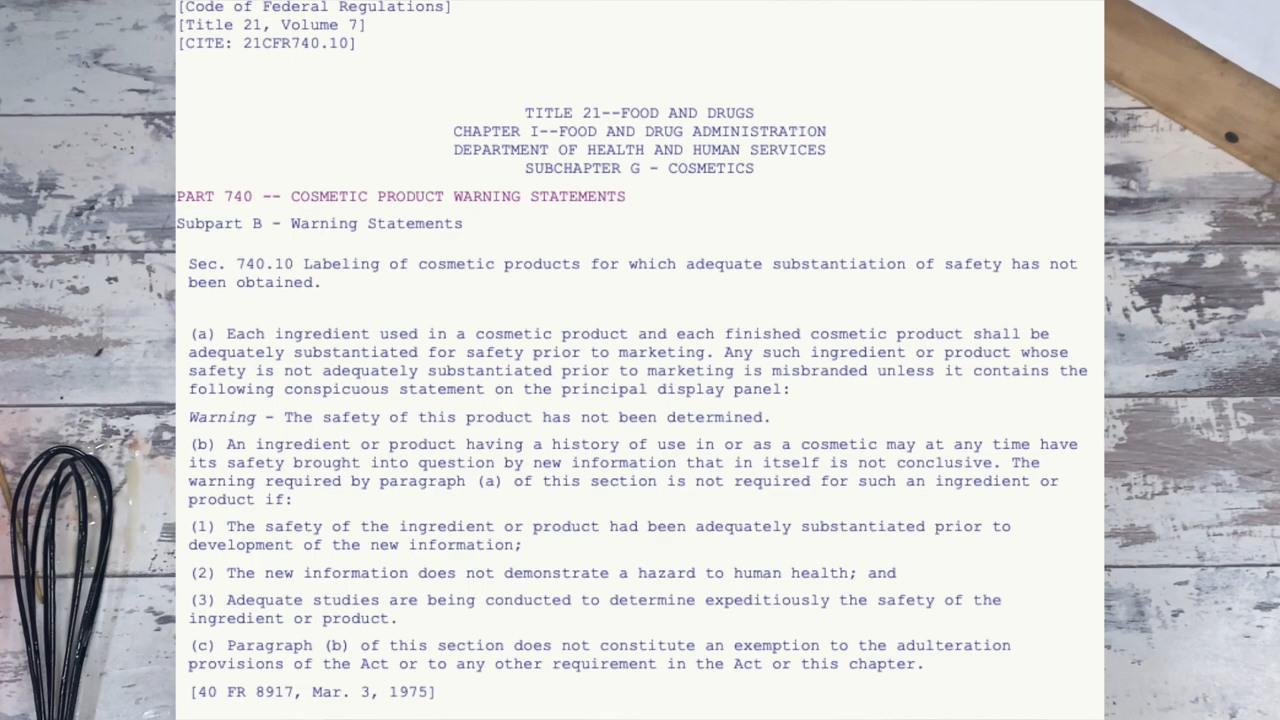 [Code of Federal Regulations]
[Title 21, Volume 7]
[CITE: 21CFR740.10]
TITLE 21--FOOD AND DRUGS
CHAPTER I--FOOD AND DRUG ADMINISTRATION
DEPARTMENT OF HEALTH AND HUMAN SERVICES
SUBCHAPTER G - COSMETICS
PART 740 -- COSMETIC PRODUCT WARNING STATEMENTS
Subpart B - Warning Statements
Sec. 740.10 Labeling of cosmetic products for which adequate substantiation of safety has not
been obtained.
(a) Each ingredient used in a cosmetic product and each finished cosmetic product shall be
adequately substantiated for safety prior to marketing. Any such ingredient or product whose
safety is not adequately substantiated prior to marketing is misbranded unless it contains the
following conspicuous statement on the principal display panel:
Warning - The safety of this product has not been determined.
(b) An ingredient or product having a history of use in or as a cosmetic may at any time have
its safety brought into question by new information that in itself is not conclusive. The
warning required by paragraph (a) of this section is not required for such an ingredient or
product if:
(1) The safety of the ingredient or product had been adequately substantiated prior to
development of the new information;
(2) The new information does not demonstrate a hazard to human health; and
(3) Adequate studies are being conducted to determine expeditiously the safety of the
ingredient or product.
(c) Paragraph (b) of this section does not constitute an exemption to the adulteration
provisions of the Act or to any other requirement in the Act or this chapter.
[40 FR 8917, Mar. 3, 1975]